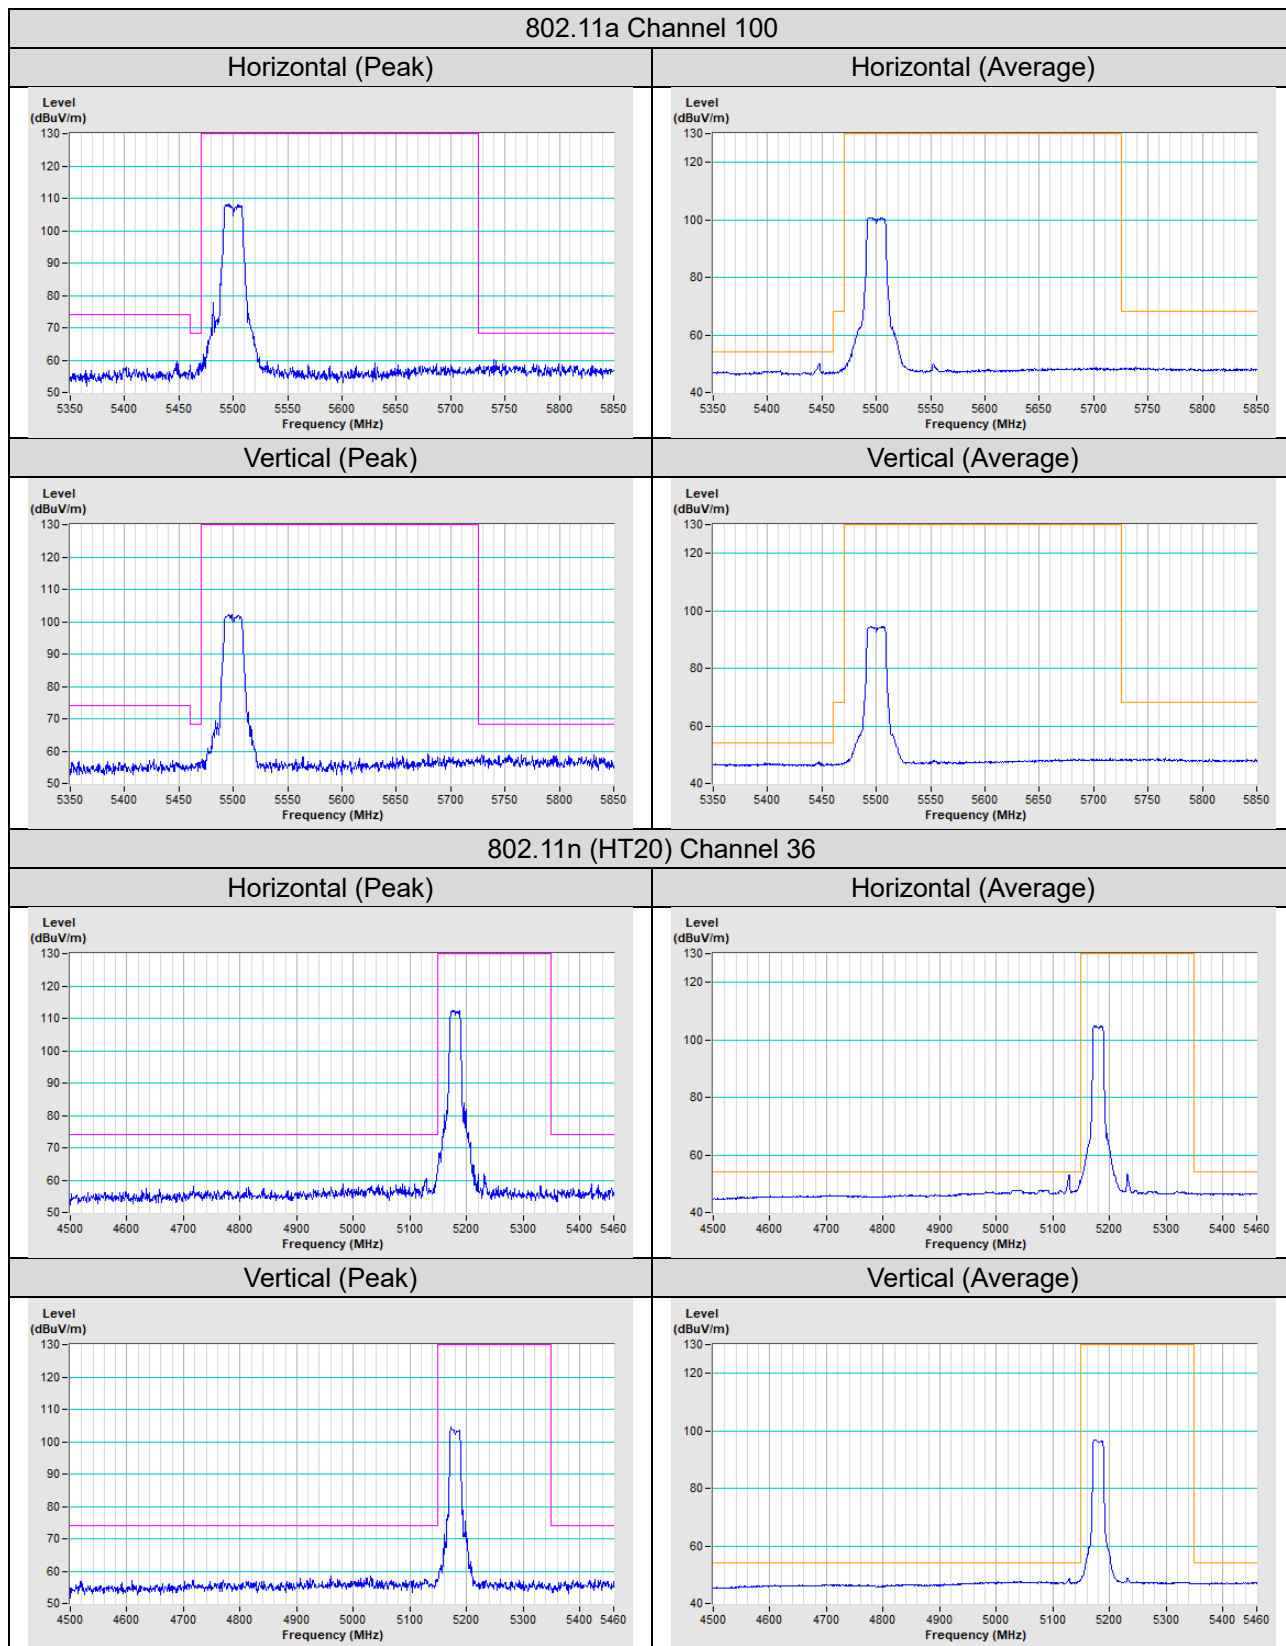 802.11a Channel 100
Horizontal (Peak) Horizontal (Average)
Level Level
(dBuV/m) (dBuV/m)
130 130
120 120
110
100 100
90
80 80
70
60 60
50 40
5350 5400 5450 5500 5550 5600 5650 5700 5750 5800 5850 5350 5400 5450 5500 5550 5600 5650 5700 5750 5800 5850
Frequency (MHz) Frequency (MHz)
Vertical (Peak) Vertical (Average)
Level Level
(dBuV/m) (dBuV/m)
130 130
120 120
110
100 100
90
80 80
70
60 60
50 40
5350 5400 5450 5500 5550 5600 5650 5700 5750 5800 5850 5350 5400 5450 5500 5550 5600 5650 5700 5750 5800 5850
Frequency (MHz) Frequency (MHz)
802.11n (HT20) Channel 36
Horizontal (Peak) Horizontal (Average)
Level Level
(dBuV/m) (dBuV/m)
130 130
120 120
110
100 100
90
80 80
70
60 60
50 40
4500 4600 4700 4800 4900 5000 5100 5200 5300 5400 5460 4500 4600 4700 4800 4900 5000 5100 5200 5300 5400 5460
Frequency (MHz) Frequency (MHz)
Vertical (Peak) Vertical (Average)
Level Level
(dBuV/m) (dBuV/m)
130 130
120 120
110
100 100
90
80 80
70
60 60
50 40
4500 4600 4700 4800 4900 5000 5100 5200 5300 5400 5460 4500 4600 4700 4800 4900 5000 5100 5200 5300 5400 5460
Frequency (MHz) Frequency (MHz)